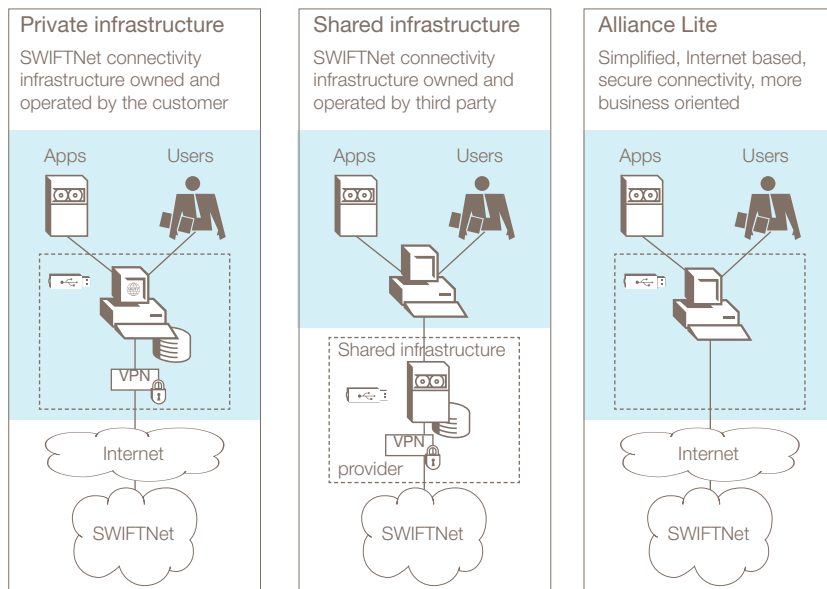 Private infrastructure
SWIFTNet connectivity
infrastructure owned and
operated by the customer
Apps
Users
VPN
Internet
SWIFTNet
Shared infrastructure
SWIFTNet connectivity
infrastructure owned and
operated by third party
Apps
Users
Shared infrastructure
VPN
provider
SWIFTNet
Alliance Lite
Simplified, Internet based,
secure connectivity, more
business oriented
Apps
Users
Internet
SWIFTNet